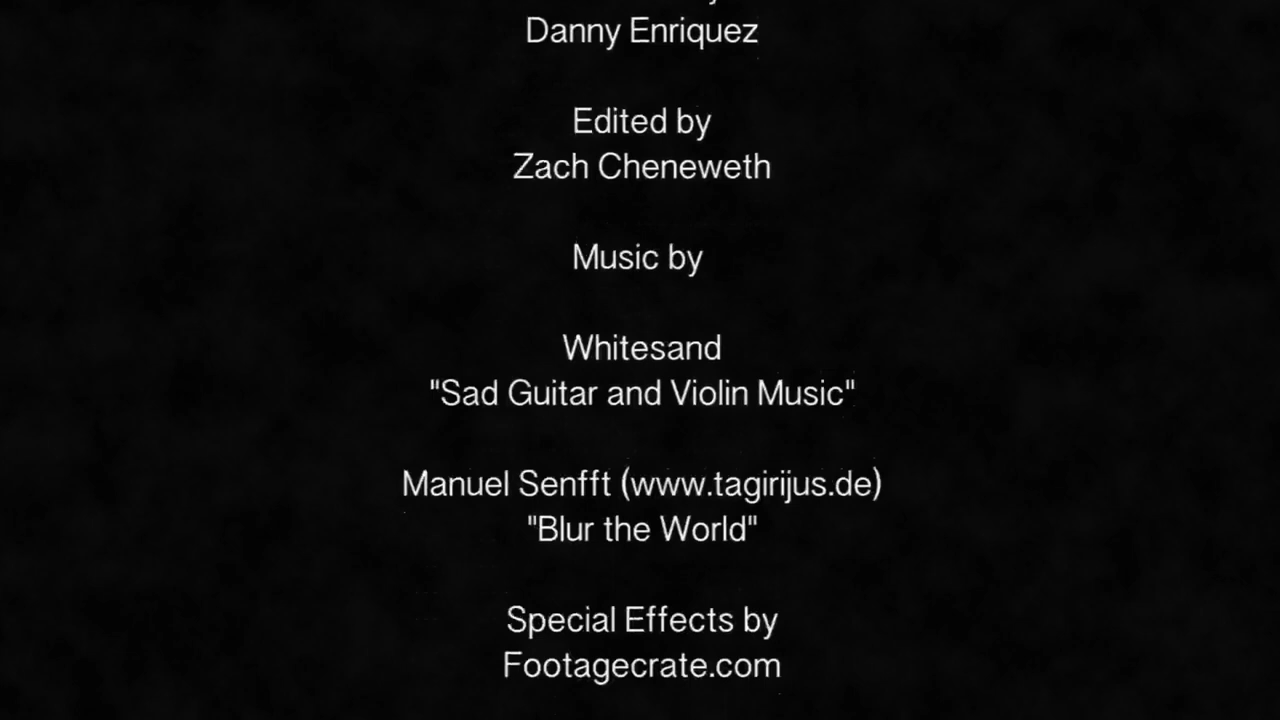 Danny Enriquez
Edited by
Zach Cheneweth
Music by
Whitesand
"Sad Guitar and Violin Music"
Manuel Senfft (www.tagirijus.de)
"Blur the World"
Special Effects by
Footagecrate.com